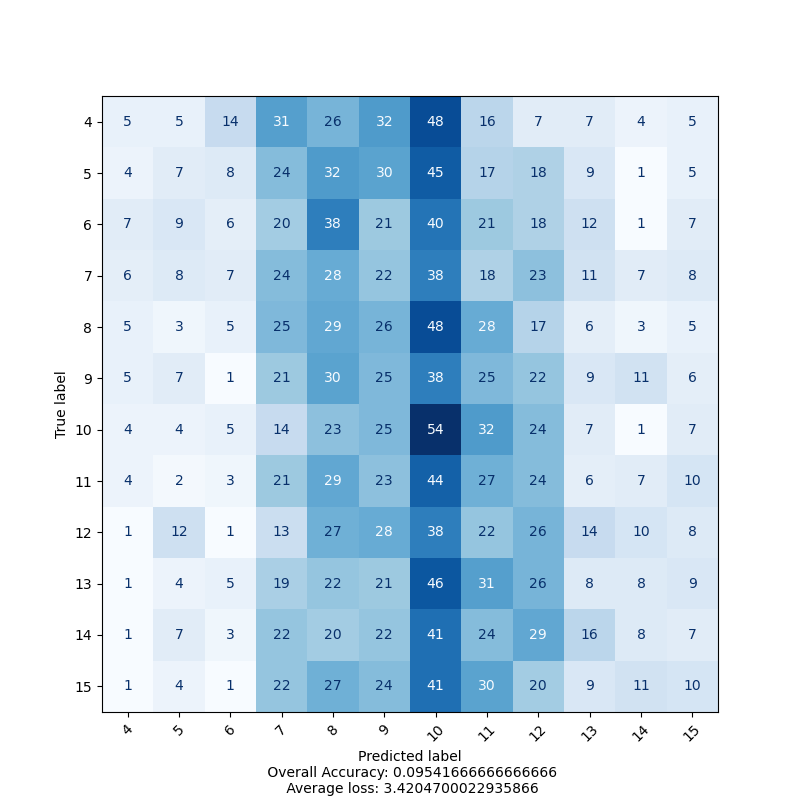 4 5 5 14 31 26 32 48 16 7 7 4 5
5 4 7 8 24 32 30 45 17 18 9 1 5
6 7 9 6 20 38 21 40 21 18 12 1 7
7 6 8 7 24 28 22 38 18 23 11 7 8
8 5 3 5 25 29 26 48 28 17 6 3 5
9 5 7 1 21 30 25 38 25 22 9 11 6
True label
10 4 4 5 14 23 25 54 32 24 7 1 7
11 4 2 3 21 29 23 44 27 24 6 7 10
12 1 12 1 13 27 28 38 22 26 14 10 8
13 1 4 5 19 22 21 46 31 26 8 8 9
14 1 7 3 22 20 22 41 24 29 16 8 7
15 1 4 1 22 27 24 41 30 20 9 11 10
4 5 6 7 8 9 10 11 12 13 14 15
Predicted label
Overall Accuracy: 0.09541666666666666
Average loss: 3.4204700022935866